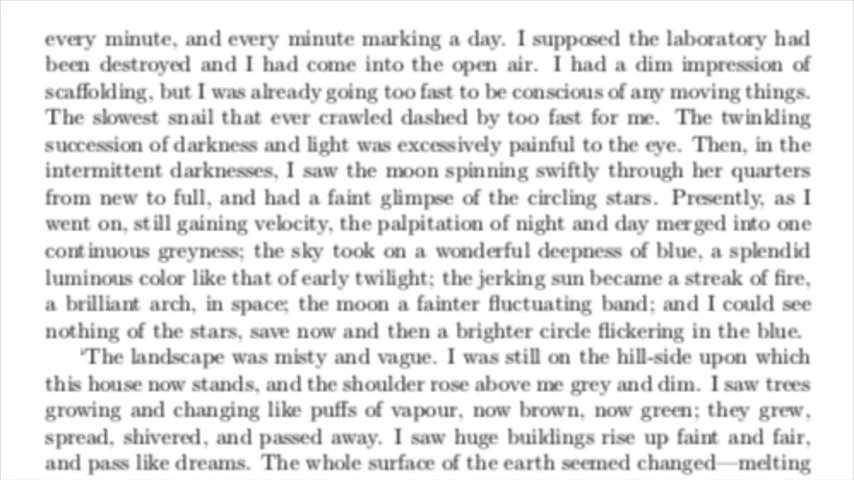 every minute, and every minute marking a day. I supposed the laboratory had
been destroyed and I had come into the open air. I had a dim impression of
scaffolding, but I was already going too fast to be conscious of any moving things.
The slowest snail that ever crawled dashed by too fast for me. The twinkling
succession of darkness and light was excessively painful to the eye. Then, in the
intermittent darknesses, I saw the moon spinning swiftly through her quarters
from new to full, and had a faint glimpse of the circling stars. Presently, as I
went on, still gaining velocity, the palpitation of night and day merged into one
continuous greyness; the sky took on a wonderful deepness of blue, a splendid
luminous color like that of early twilight; the jerking sun became a streak of fire,
a brilliant arch, in space; the moon a fainter fluctuating band; and I could see
nothing of the stars, save now and then a brighter circle flickering in the blue.
‘The landscape was misty and vague. I was still on the hill-side upon which
this house now stands, and the shoulder rose above me grey and dim. I saw trees
growing and changing like puffs of vapour, now brown, now green; they grew,
spread, shivered, and passed away. I saw huge buildings rise up faint and fair,
and pass like dreams. The whole surface of the earth seemed changed—melting